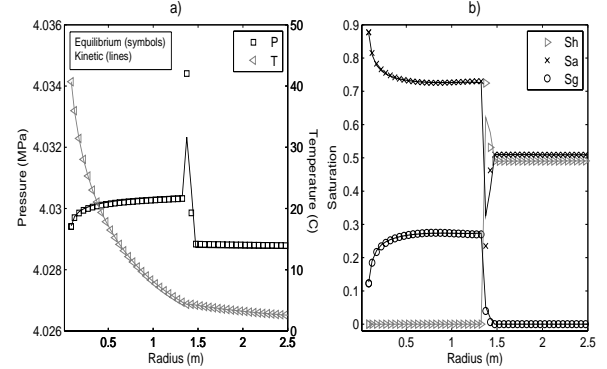 a)
4.036
4.034
4.032
4.03
4.028
4.026
Pressure (MPa)
Equilibrium (symbols)
Kinetic (lines)
P
T
50
40
30
20
10
0
Temperature (C)
0.5 1 1.5 2 2.5
Radius (m)
b)
0.9
0.8
0.7
0.6
0.5
0.4
0.3
0.2
0.1
0
Saturation
Sh
Sa
Sg
0.5 1 1.5 2 2.5
Radius (m)